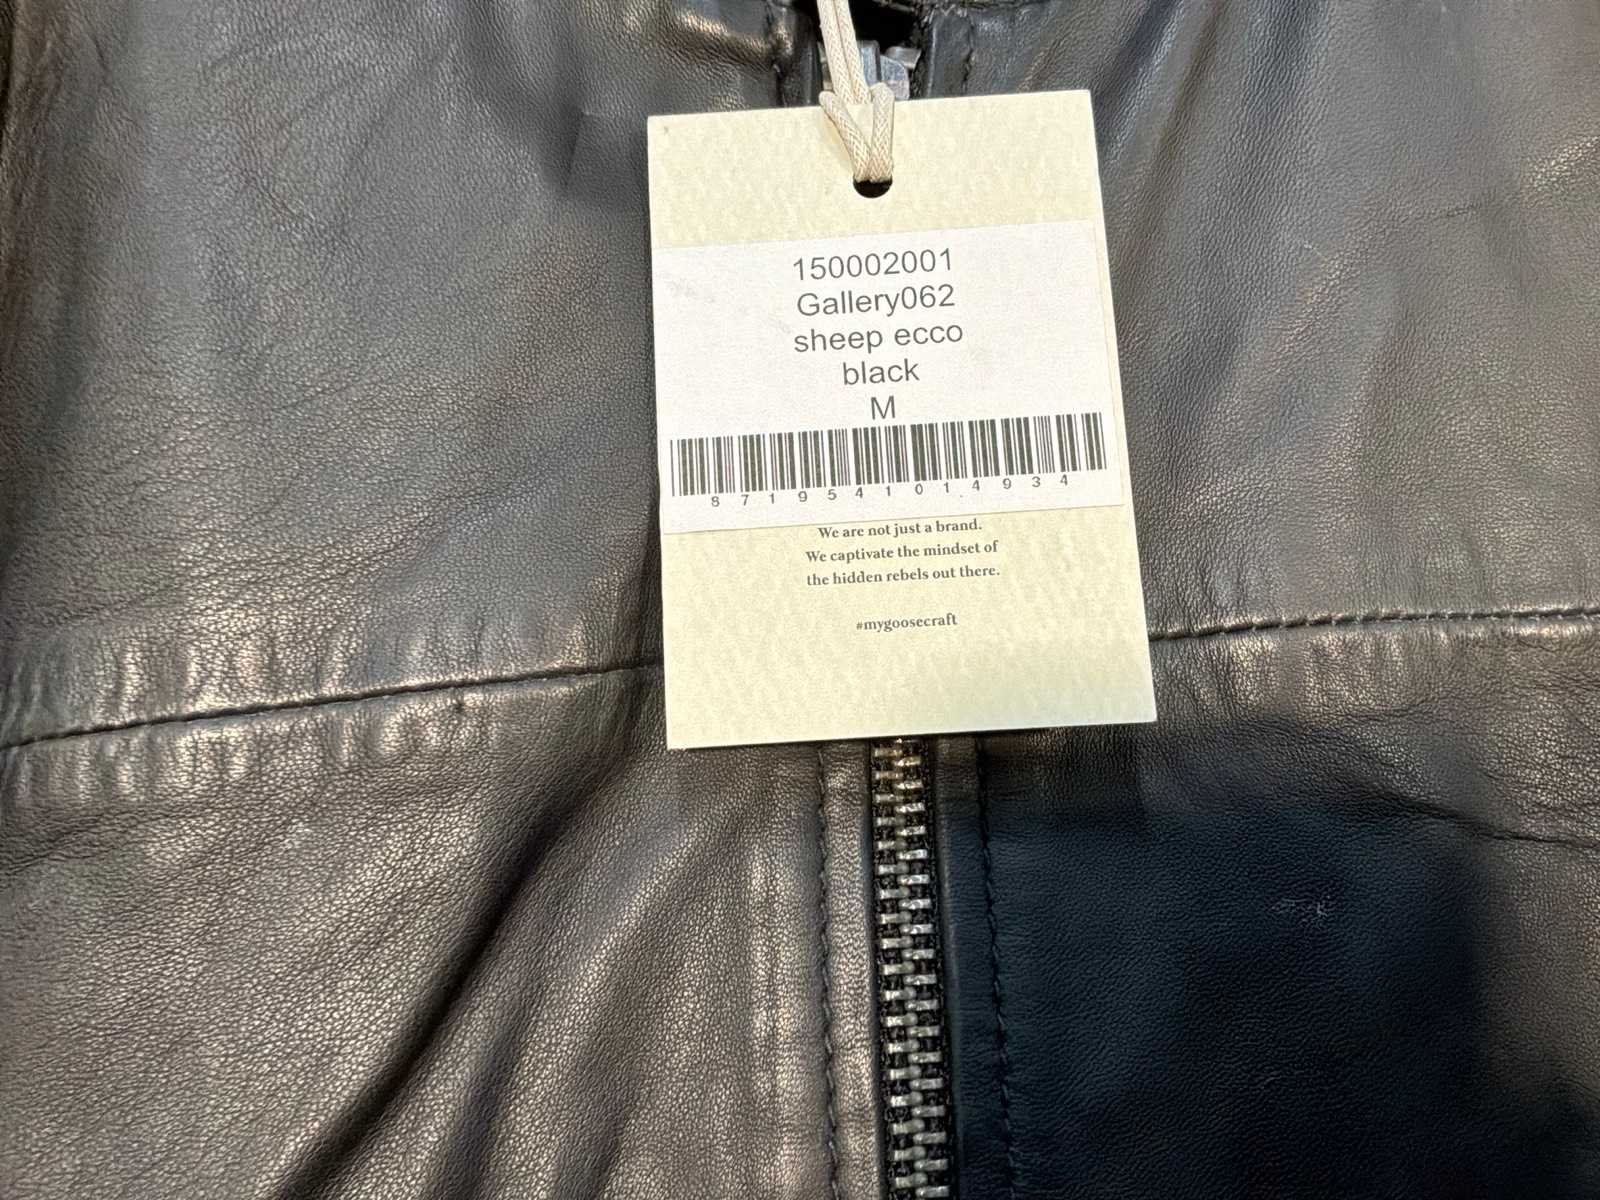 150002001
Gallery062
sheep ecco
black
M
8719541014934
We are not just a brand.
We captivate the mindset of
the hidden rebels out there.
#mygoosecraft